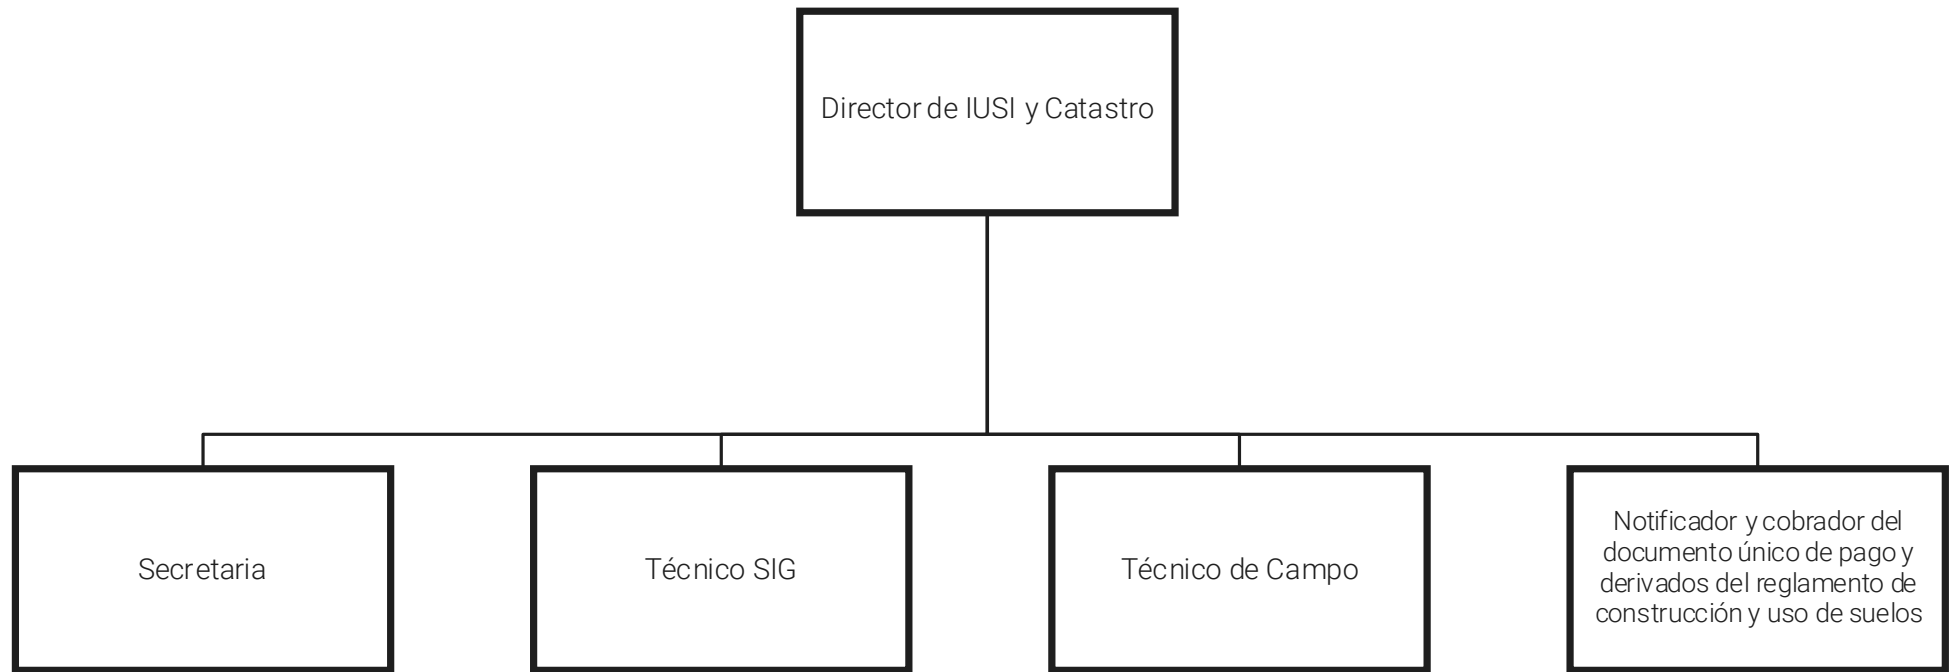 Director de IUSI y Catastro
Secretaria
Técnico SIG
Técnico de Campo
Notificador y cobrador del
documento único de pago y
derivados del reglamento de
construcción y uso de suelos